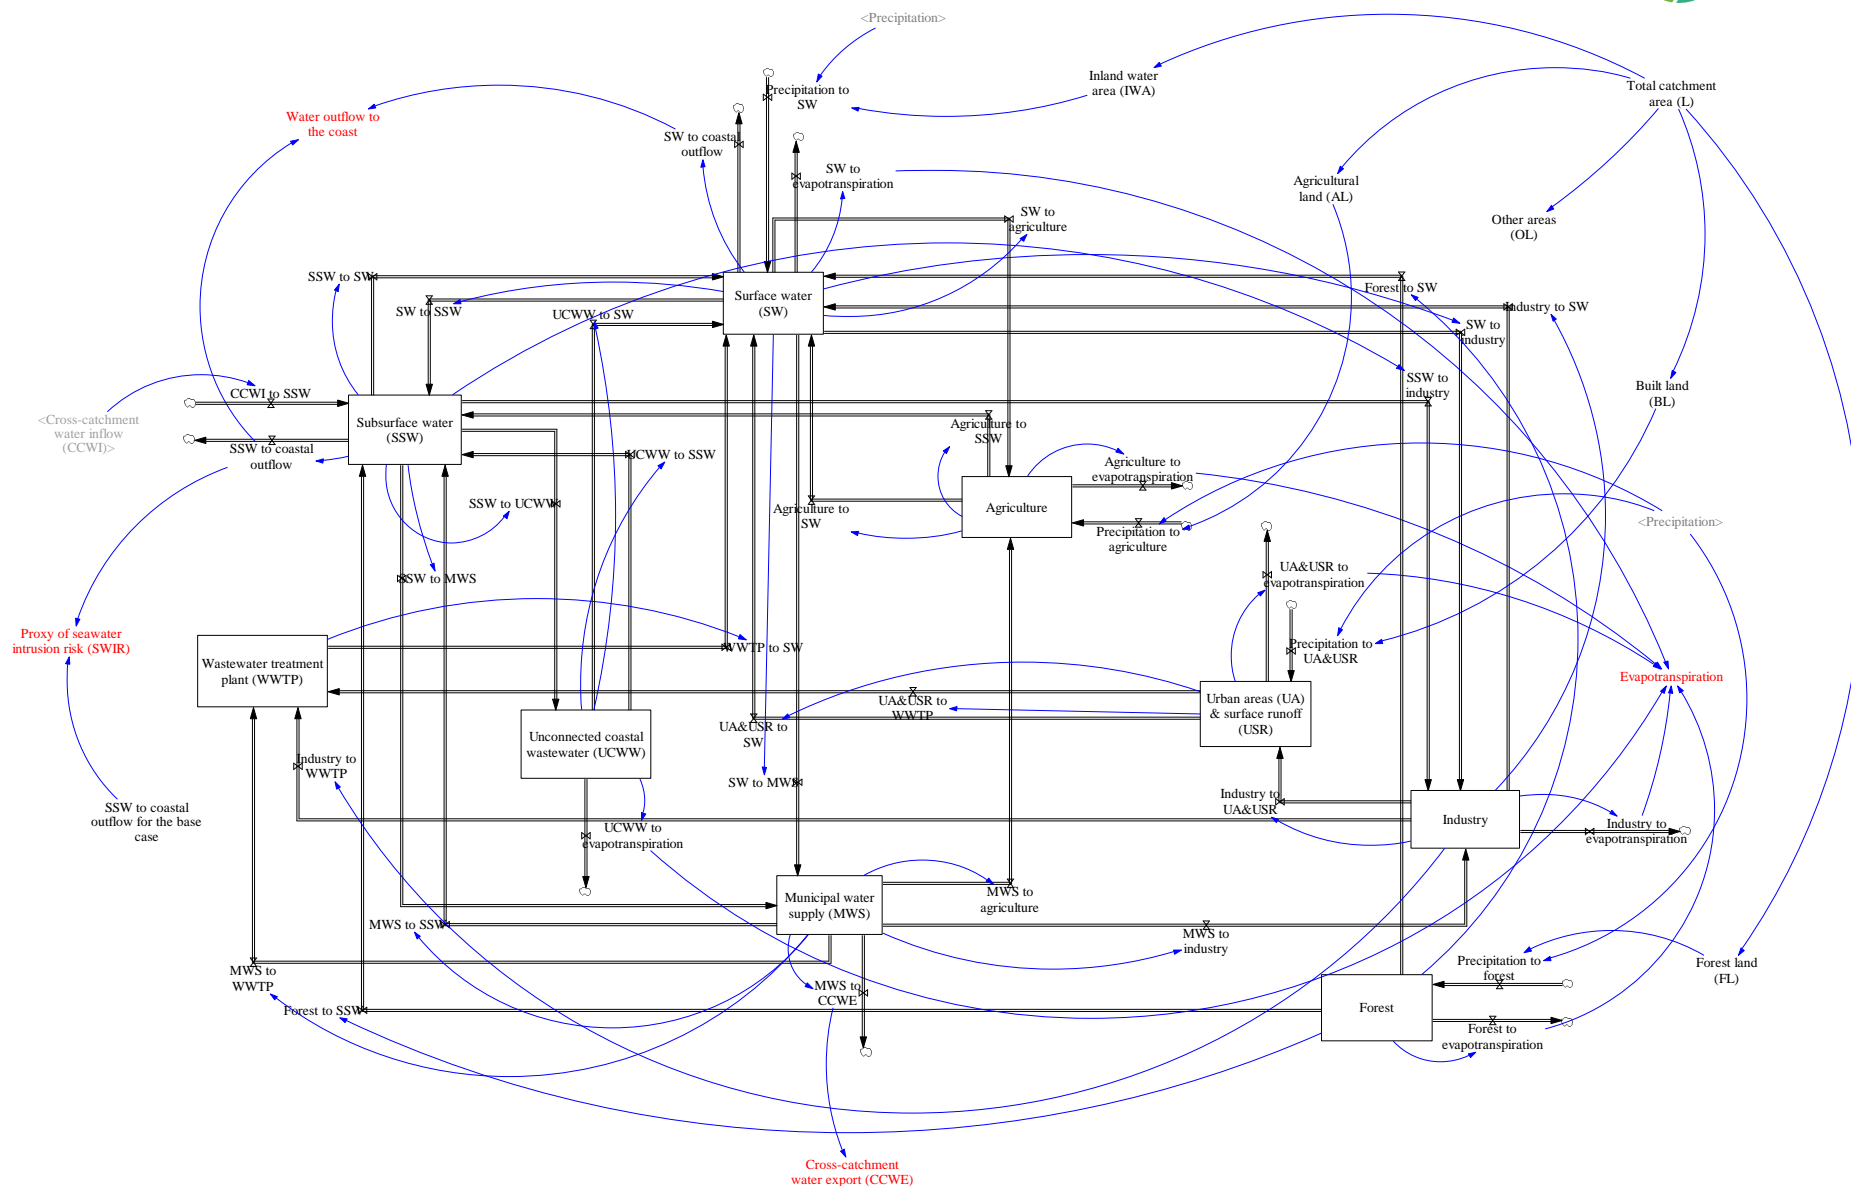 <Precipitation>
Precipitation to
SW
Inland water
area (IWA)
Total catchment
area (L)
Water outflow to
the coast
SW to coastal
outflow
SW to
evapotranspiration
Agricultural
land (AL)
Other areas
(OL)
SW to
agriculture
SSW to SW
SW to SSW
UCWW to SW
Surface water
(SW)
Forest to SW
Industry to SW
SW to
industry
CCWI to SSW
<Cross-catchment
water inflow
(CCWI)>
Subsurface water
(SSW)
SSW to coastal
outflow
SSW to
industry
Built land
(BL)
Agriculture to
SSW
UCWW to SSW
Agriculture to
evapotranspiration
SSW to UCWW
Agriculture to
SW
Agriculture
Precipitation to
agriculture
<Precipitation>
SSW to MWS
UA&USR to
evapotranspiration
Proxy of seawater
intrusion risk (SWIR)
Wastewater treatment
plant (WWTP)
WWTP to SW
Precipitation to
UA&USR
Evapotranspiration
UA&USR to
WWTP
Urban areas (UA)
& surface runoff
(USR)
Unconnected coastal
wastewater (UCWW)
UA&USR to
SW
Industry to
WWTP
SW to MWS
SSW to coastal
outflow for the base
case
UCWW to
evapotranspiration
Industry to
UA&USR
Industry
Industry to
evapotranspiration
Municipal water
supply (MWS)
MWS to
agriculture
MWS to SSW
MWS to
industry
MWS to
WWTP
MWS to
CCWE
Precipitation to
forest
Forest land
(FL)
Forest to SSW
Forest
Forest to
evapotranspiration
Cross-catchment
water export (CCWE)